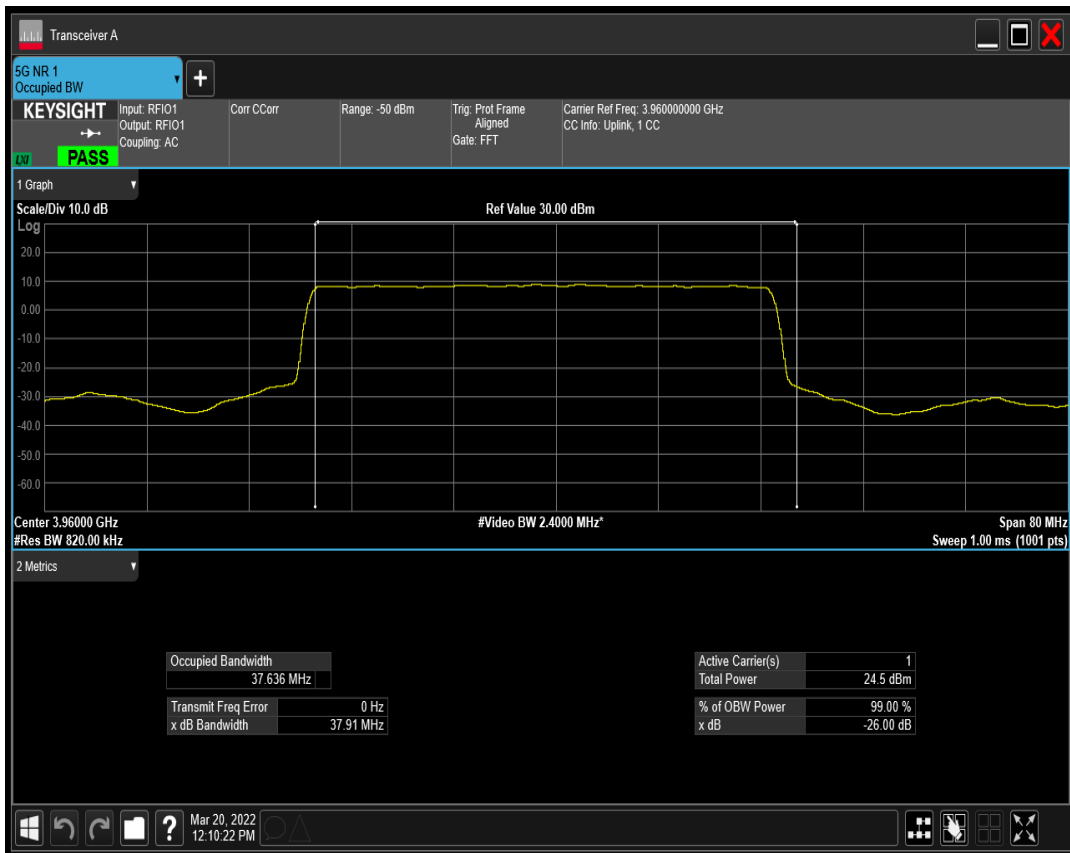 Transceiver A
5G NR 1
Occupied BW
+
KEYSIGHT
LXI
PASS
Input: RFIO1
Output: RFIO1
Coupling: AC
Corr CCorr
Range: -50 dBm
Trig: Prot Frame
Aligned
Gate: FFT
Carrier Ref Freq: 3.960000000 GHz
CC Info: Uplink, 1 CC
1 Graph
Scale/Div 10.0 dB
Ref Value 30.00 dBm
Log
20.0
10.0
0.00
-10.0
-20.0
-30.0
-40.0
-50.0
-60.0
Center 3.96000 GHz
#Video BW 2.4000 MHz*
Span 80 MHz
#Res BW 820.00 kHz
Sweep 1.00 ms (1001 pts)
2 Metrics
Occupied Bandwidth
37.636 MHz
Transmit Freq Error 0 Hz
x dB Bandwidth 37.91 MHz
Active Carrier(s) 1
Total Power 24.5 dBm
% of OBW Power 99.00 %
x dB -26.00 dB
?
Mar 20, 2022
12:10:22 PM